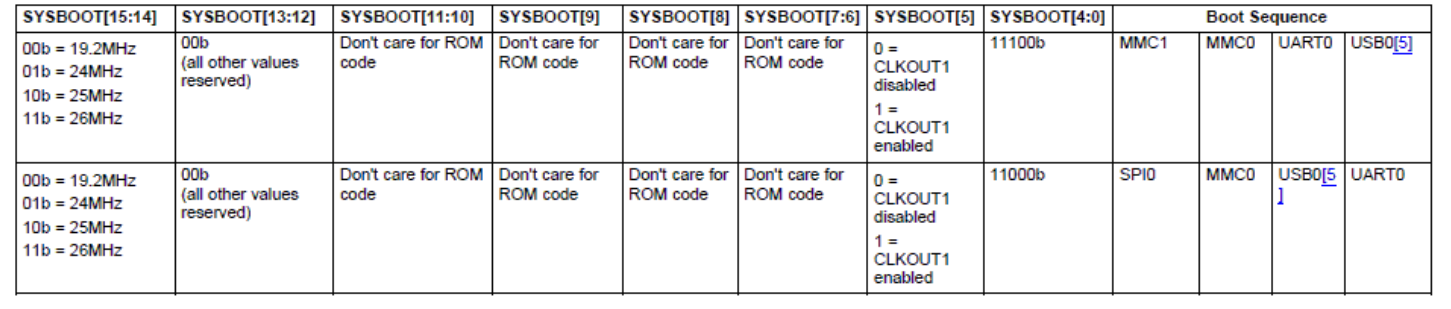 SYSBOOT[15:14] SYSBOOT[13:12] SYSBOOT[11:10] SYSBOOT[9] SYSBOOT[8] SYSBOOT[7:6] SYSBOOT[5] SYSBOOT[4:0] Boot Sequence
00b = 19.2MHz
01b = 24MHz
10b = 25MHz
11b = 26MHz
00b
(all other values
reserved)
Don't care for ROM
code
Don't care for
ROM code
Don't care for
ROM code
Don't care for
ROM code
0 =
CLKOUT1
disabled
1 =
CLKOUT1
enabled
11100b
MMC1
MMC0
UART0
USB0[5]
00b = 19.2MHz
01b = 24MHz
10b = 25MHz
11b = 26MHz
00b
(all other values
reserved)
Don't care for ROM
code
Don't care for
ROM code
Don't care for
ROM code
Don't care for
ROM code
0 =
CLKOUT1
disabled
1 =
CLKOUT1
enabled
11000b
SPI0
MMC0
USB0[5
]
UART0